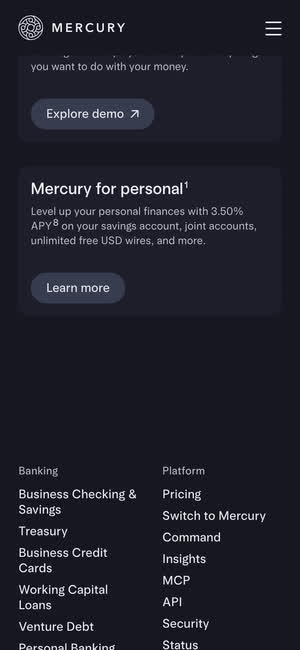 MERCURY
you want to do with your money.
Explore demo
Mercury for personal¹
Level up your personal finances with 3.50%
APY⁸ on your savings account, joint accounts,
unlimited free USD wires, and more.
Learn more
Banking
Business Checking &
Savings
Treasury
Business Credit
Cards
Working Capital
Loans
Venture Debt
Personal Banking
Platform
Pricing
Switch to Mercury
Command
Insights
MCP
API
Security
Status